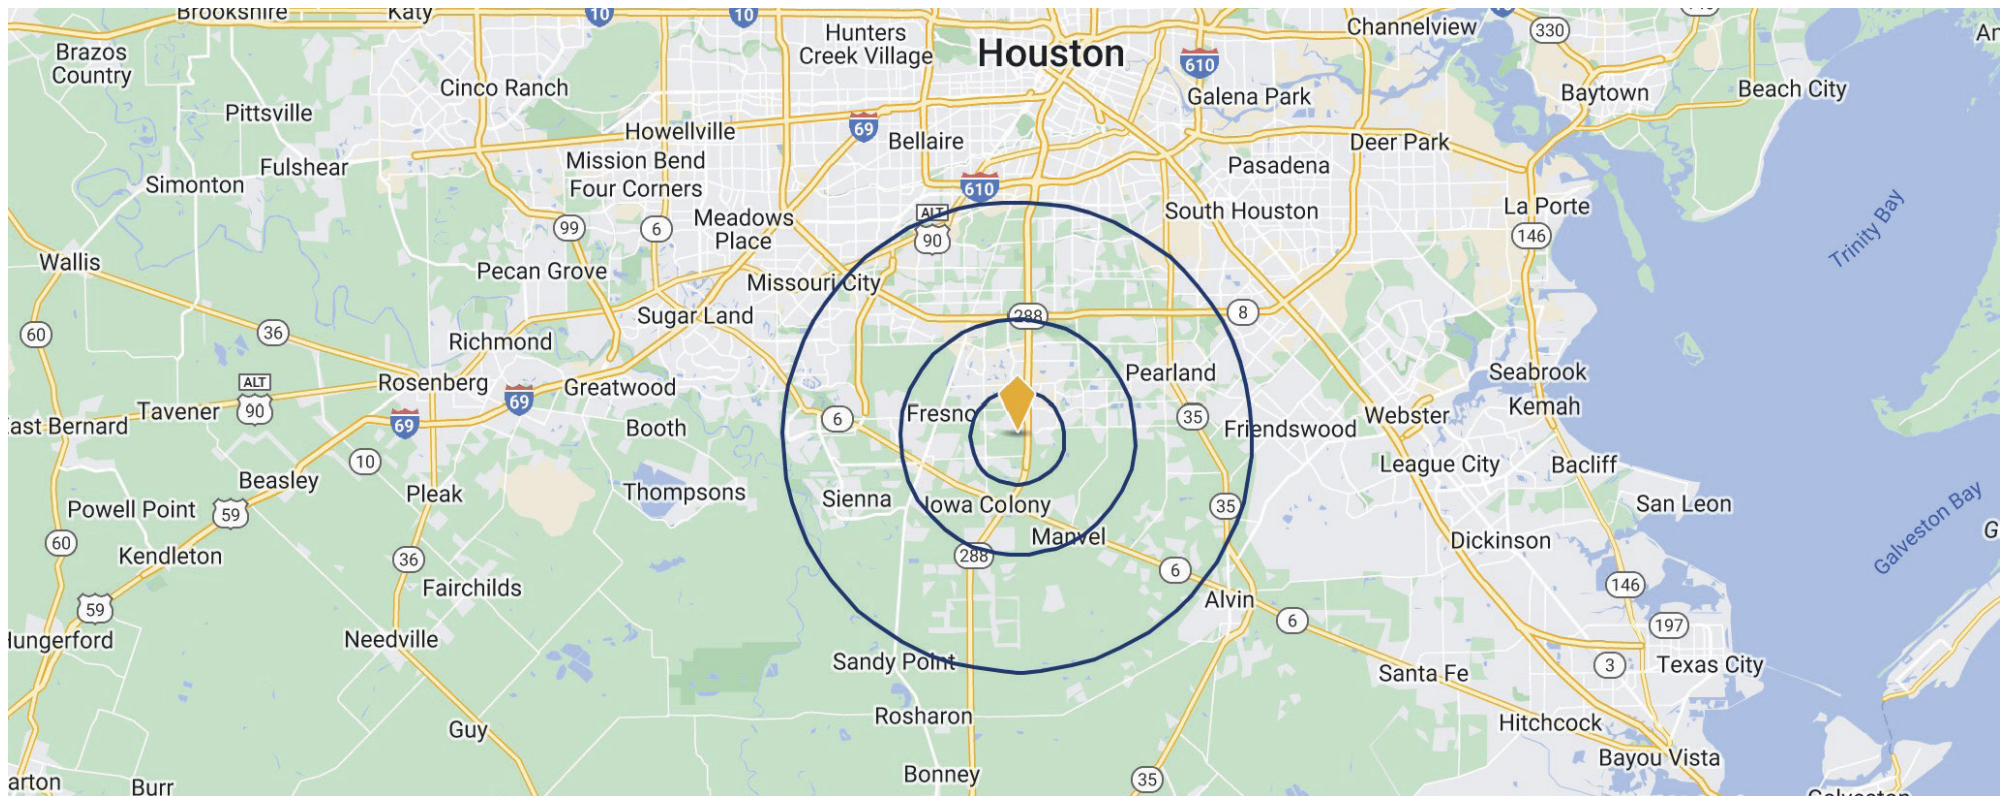 Brookshire
Katy
10
10
Hunters
Creek Village
Houston
Channelview
330
Brazos
Country
610
Cinco Ranch
Galena Park
Baytown
Beach City
Pittsville
69
Howellville
Bellaire
Deer Park
Mission Bend
Fulshear
Pasadena
Simonton
Four Corners
610
Meadows
Place
ALT
90
South Houston
La Porte
146
Trinity Bay
99
6
Wallis
Pecan Grove
Missouri City
Sugar Land
288
8
60
36
Richmond
Rosenberg
ALT
90
69
Greatwood
Pearland
Seabrook
Kemah
Tavener
East Bernard
69
Booth
6
Fresno
35
Friendswood
Webster
10
League City
Bacliff
Beasley
Pleak
Thompsons
Sienna
Iowa Colony
35
San Leon
Powell Point
59
Manvel
Dickinson
Galveston Bay
60
Kendleton
36
288
6
Fairchilds
146
59
Alvin
6
197
Hungerford
Needville
Sandy Point
Santa Fe
3
Texas City
Guy
Rosharon
Hitchcock
Bayou Vista
Bonney
35
arton
Burr
Galveston